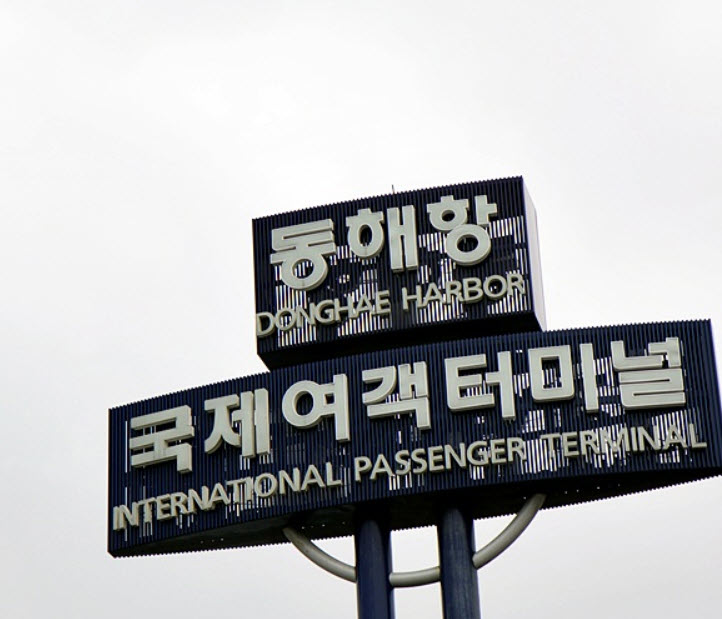 동해항
DONGHAE HARBOR
국제여객터미널
INTERNATIONAL PASSENGER TERMINAL